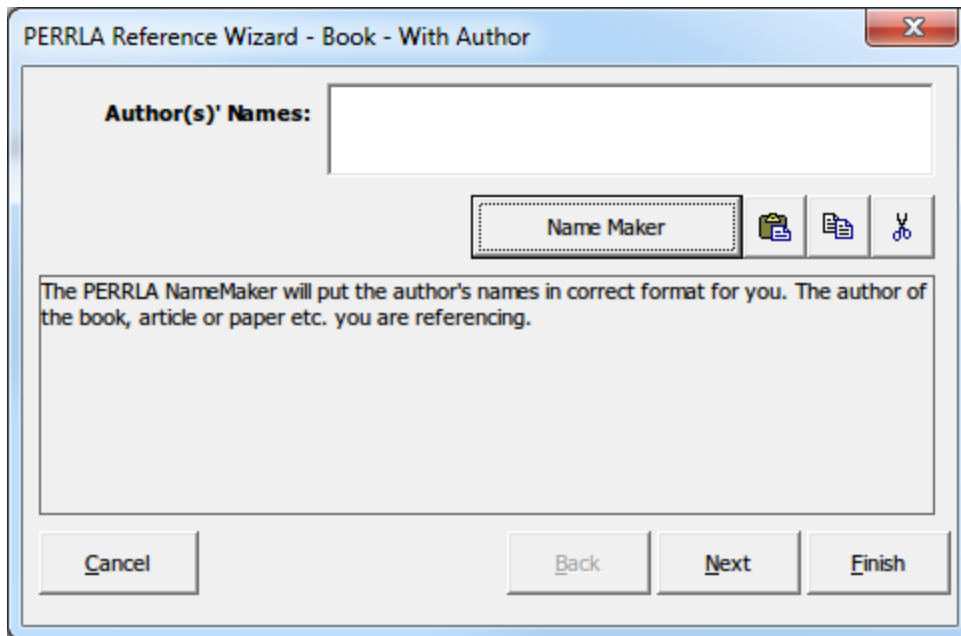 PERRLA Reference Wizard - Book - With Author
Author(s)' Names:
Name Maker
The PERRLA NameMaker will put the author's names in correct format for you. The author of
the book, article or paper etc. you are referencing.
Cancel Back Next Finish